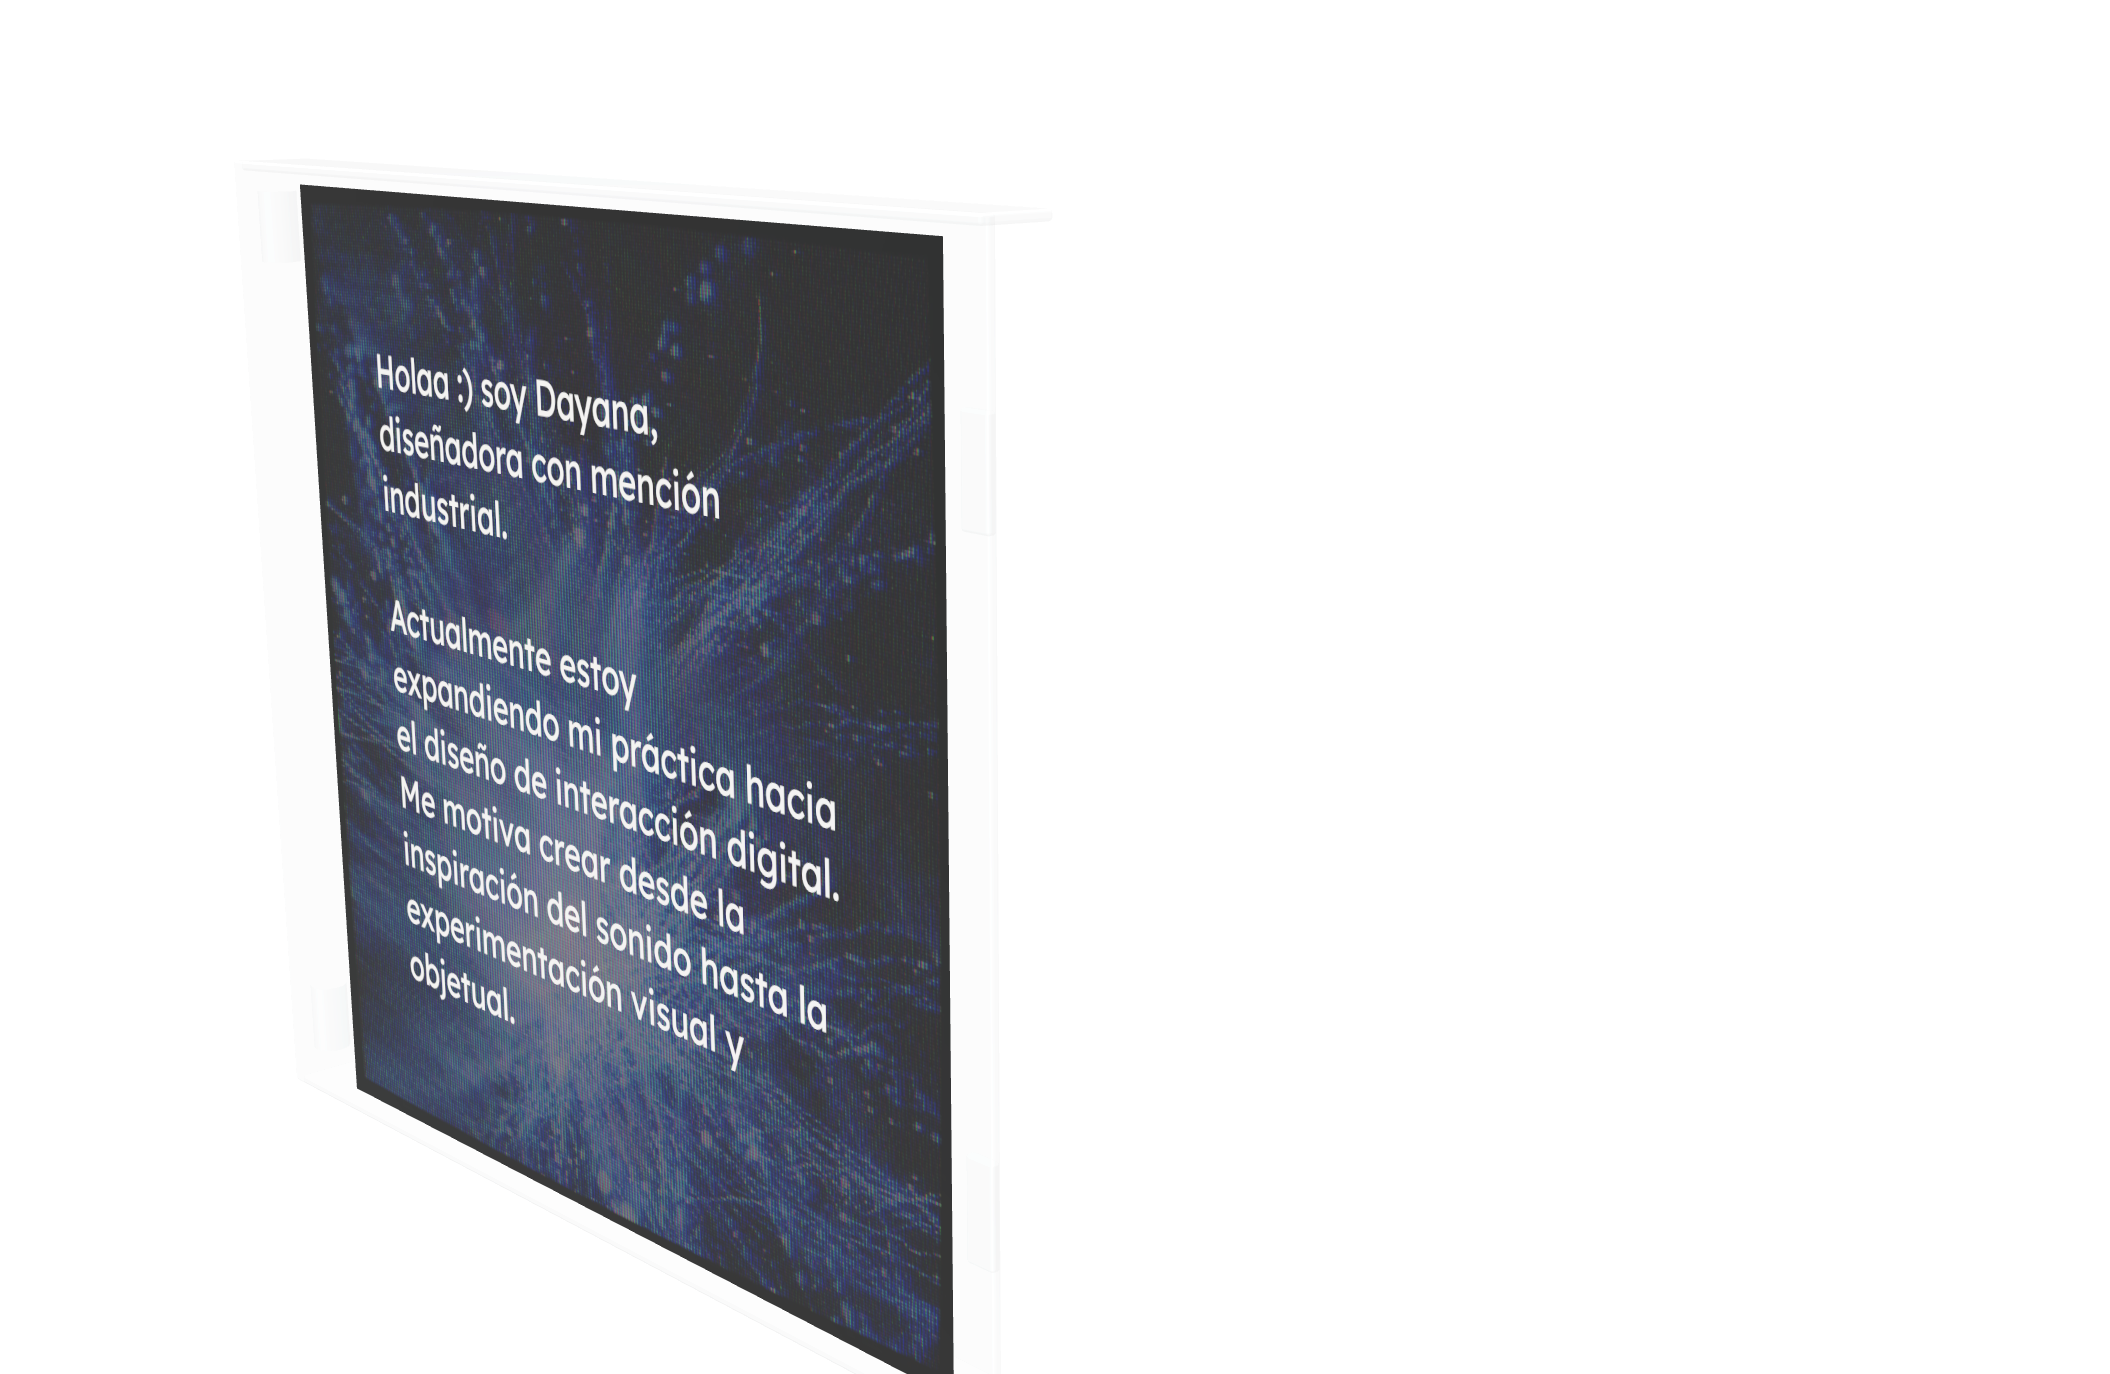 Holaa :) soy Dayana,
diseñadora con mención
industrial.
Actualmente estoy
expandiendo mi práctica hacia
el diseño de interacción digital.
Me motiva crear desde la
inspiración del sonido hasta la
experimentación visual y
objetual.